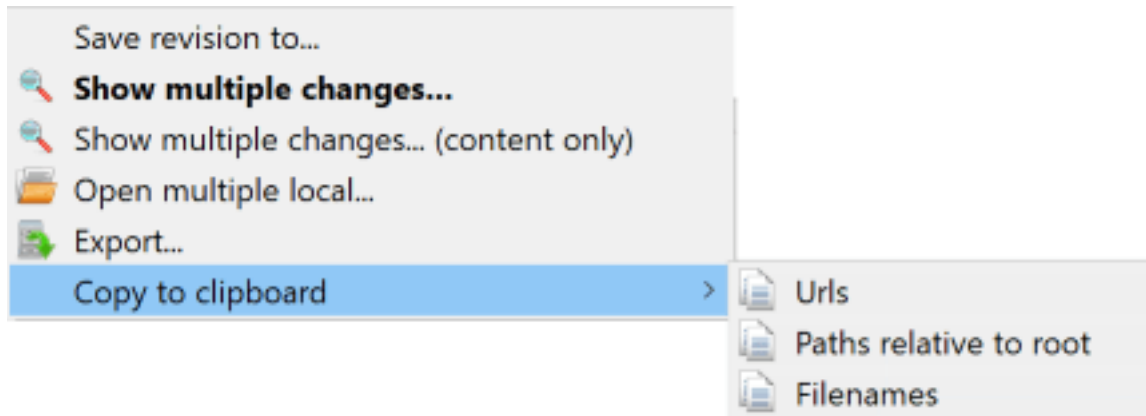 Save revision to...
Show multiple changes...
Show multiple changes... (content only)
Open multiple local...
Export...
Copy to clipboard
Urls
Paths relative to root
Filenames